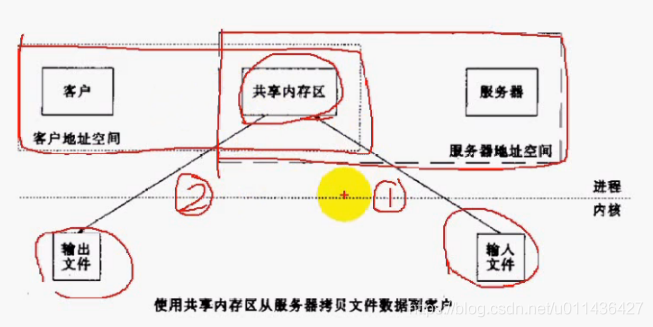 客户
共享内存区
服务器
客户地址空间
服务器地址空间
②
①
进程
内核
输出
文件
输入
文件
使用共享内存区从服务器拷贝文件数据到客户
https://blog.csdn.net/u011436427